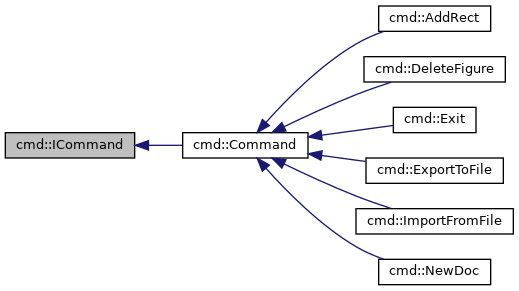 cmd::ICommand
cmd::Command
cmd::AddRect
cmd::DeleteFigure
cmd::Exit
cmd::ExportToFile
cmd::ImportFromFile
cmd::NewDoc